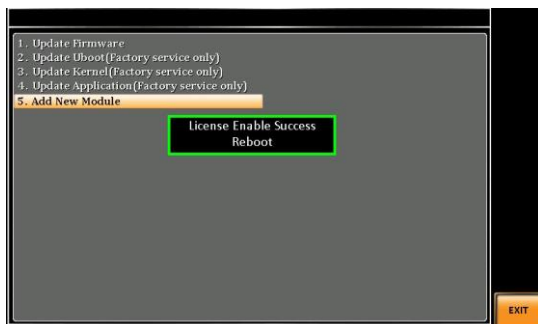 1. Update Firmware
2. Update Uboot(Factory service only)
3. Update Kernel(Factory service only)
4. Update Application(Factory service only)
5. Add New Module
License Enable Success
Reboot
EXIT